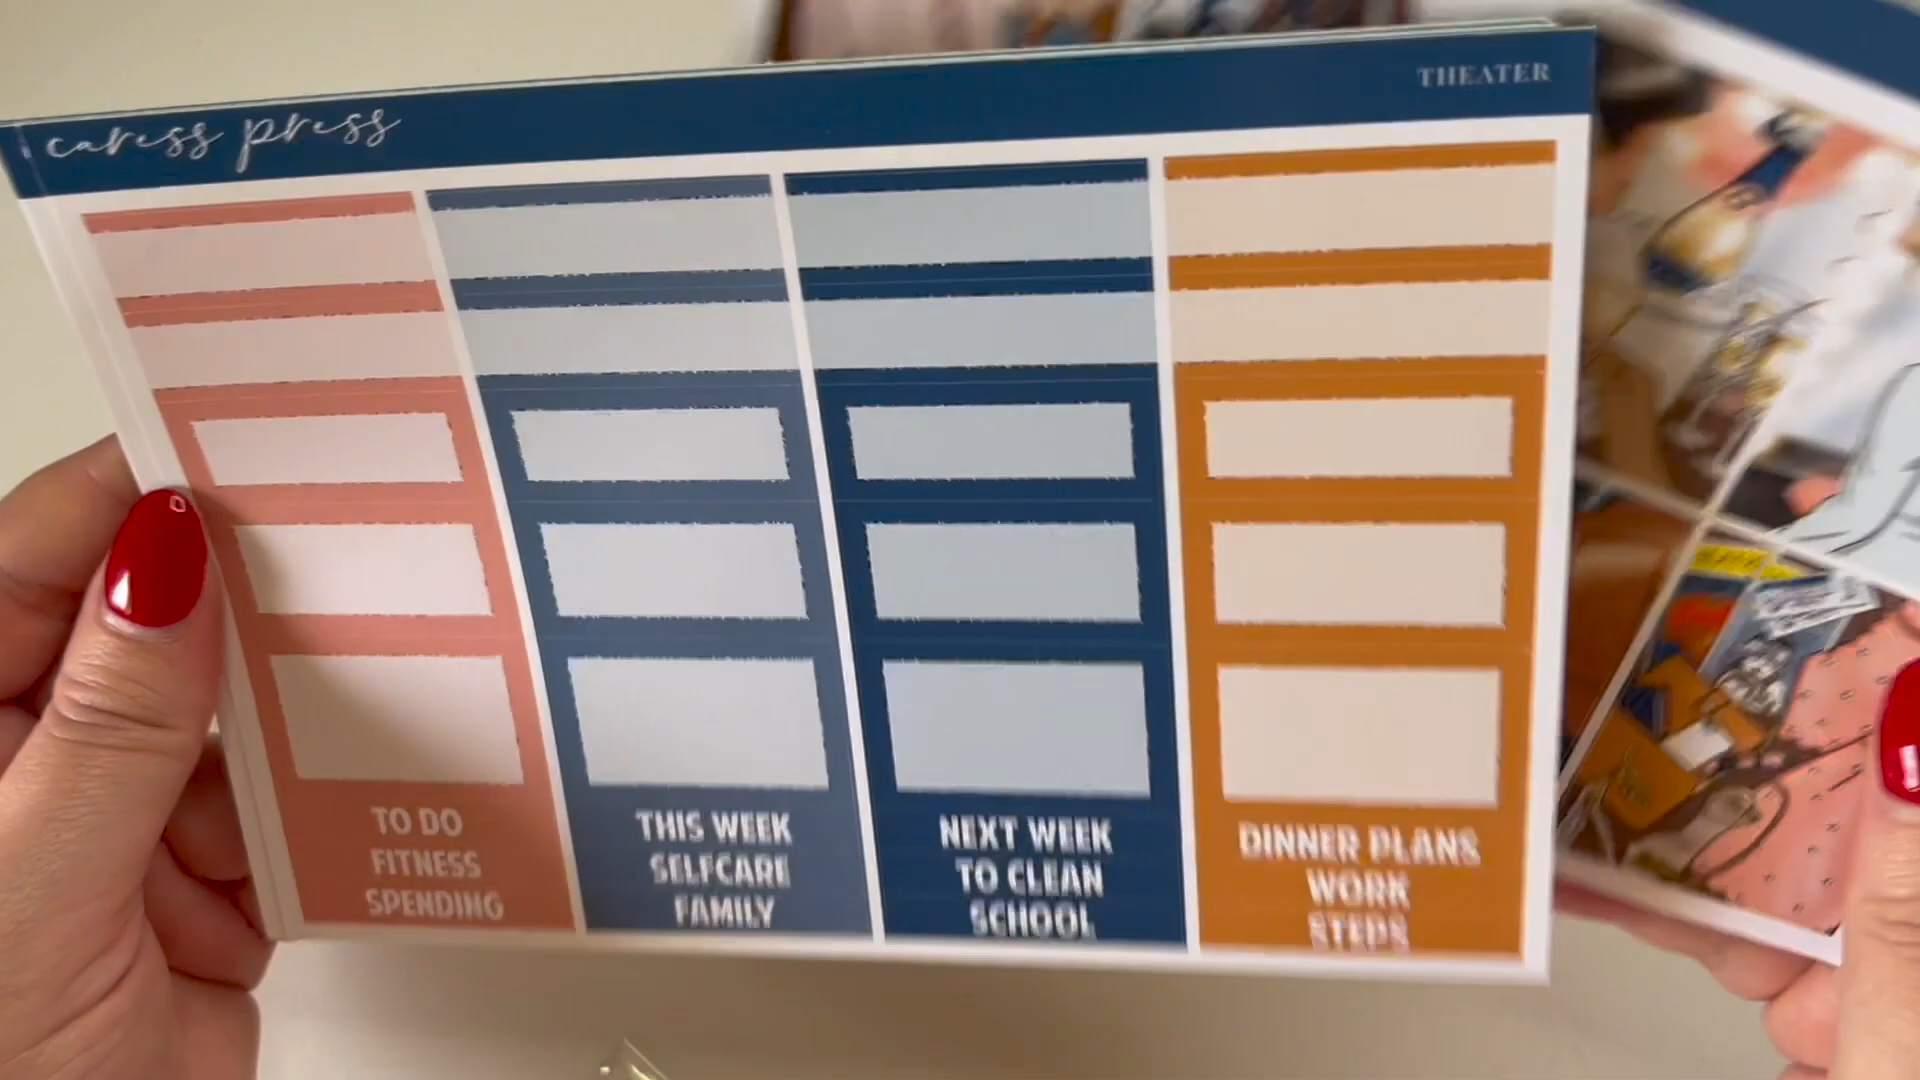 caress press
THEATER
TO DO
FITNESS
SPENDING
THIS WEEK
SELFCARE
FAMILY
NEXT WEEK
TO CLEAN
SCHOOL
DINNER PLANS
WORK
STEPS